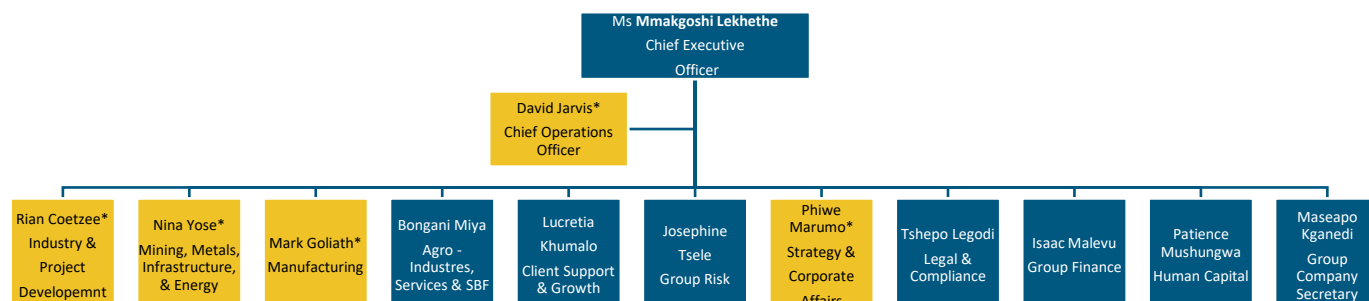 Ms Mmakgoshi Lekhethe
Chief Executive
Officer
David Jarvis*
Chief Operations
Officer
Rian Coetzee*
Industry &
Project
Developemnt
Nina Yose*
Mining, Metals,
Infrastructure,
& Energy
Mark Goliath*
Manufacturing
Bongani Miya
Agro -
Industres,
Services & SBF
Lucretia
Khumalo
Client Support
& Growth
Josephine
Tsele
Group Risk
Phiwe
Marumo*
Strategy &
Corporate
Affairs
Tshepo Legodi
Legal &
Compliance
Isaac Malevu
Group Finance
Patience
Mushungwa
Human Capital
Maseapo
Kganedi
Group
Company
Secretary